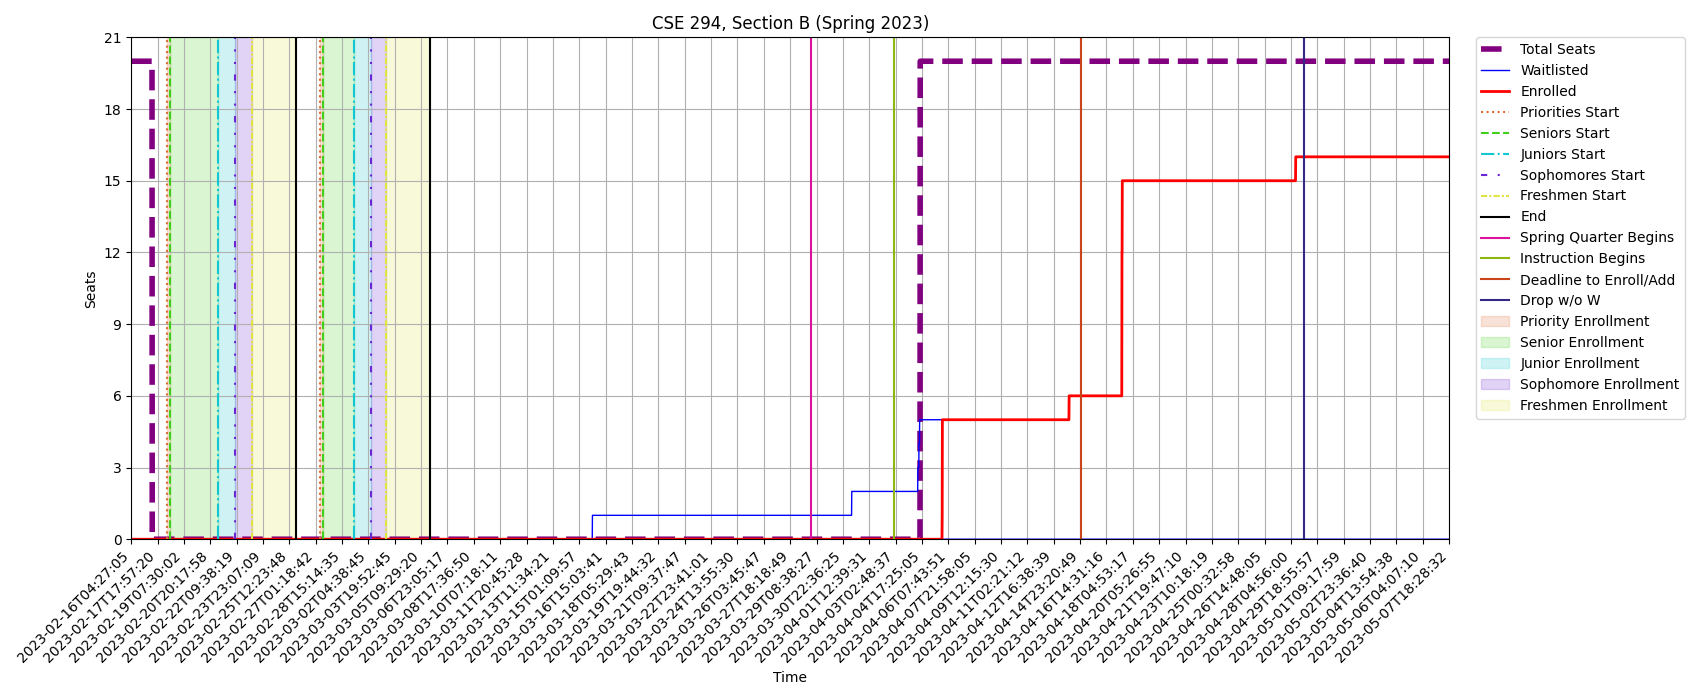 CSE 294, Section B (Spring 2023)
21
18
15
12
9
6
3
0
Seats
2023-02-16T04:27:05
2023-02-17T17:57:20
2023-02-19T07:30:02
2023-02-20T20:17:58
2023-02-22T09:38:19
2023-02-23T23:07:09
2023-02-25T12:23:48
2023-02-27T01:18:42
2023-02-28T15:14:35
2023-03-02T04:38:45
2023-03-03T19:52:45
2023-03-05T09:29:20
2023-03-06T23:05:17
2023-03-08T17:36:50
2023-03-10T07:18:11
2023-03-11T20:45:28
2023-03-13T11:34:21
2023-03-15T01:09:57
2023-03-16T15:03:41
2023-03-18T05:29:43
2023-03-19T19:44:32
2023-03-21T09:37:47
2023-03-22T23:41:01
2023-03-24T13:55:30
2023-03-26T03:45:47
2023-03-27T18:18:49
2023-03-29T08:38:27
2023-03-30T22:36:25
2023-04-01T12:39:31
2023-04-03T02:48:37
2023-04-04T17:25:05
2023-04-06T07:43:51
2023-04-07T21:58:05
2023-04-09T12:15:30
2023-04-11T02:21:12
2023-04-12T16:38:39
2023-04-14T23:20:49
2023-04-16T14:31:16
2023-04-18T04:53:17
2023-04-20T05:26:55
2023-04-21T19:47:10
2023-04-23T10:18:19
2023-04-25T00:32:58
2023-04-26T14:48:05
2023-04-28T04:56:00
2023-04-29T18:55:57
2023-05-01T09:17:59
2023-05-02T23:36:40
2023-05-04T13:54:38
2023-05-06T04:07:10
2023-05-07T18:28:32
Time
Total Seats
Waitlisted
Enrolled
Priorities Start
Seniors Start
Juniors Start
Sophomores Start
Freshmen Start
End
Spring Quarter Begins
Instruction Begins
Deadline to Enroll/Add
Drop w/o W
Priority Enrollment
Senior Enrollment
Junior Enrollment
Sophomore Enrollment
Freshmen Enrollment